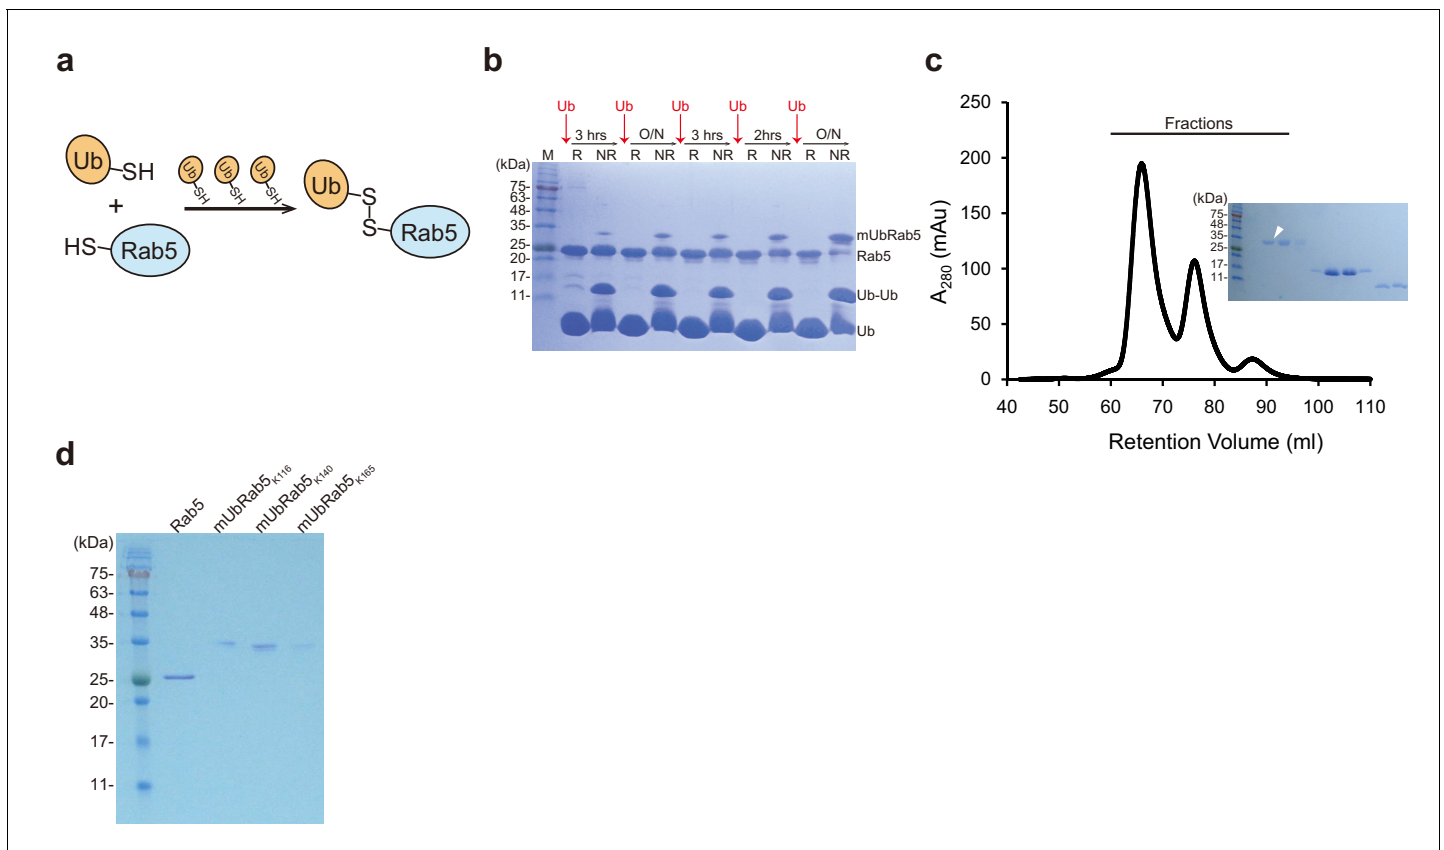 a
Ub
SH
+
HS
Rab5
Ub
SH
Ub
SH
Ub
SH
Ub
S
S
Rab5
b
Ub Ub Ub Ub Ub
3 hrs O/N 3 hrs 2hrs O/N
(kDa) M R NR R NR R NR R NR R NR
75-
63-
48-
35-
25-
20-
17-
11-
mUbRab5
Rab5
Ub-Ub
Ub
c
Fractions
A280 (mAu)
250
200
150
100
50
0
40 50 60 70 80 90 100 110
Retention Volume (ml)
(kDa)
75-
48-
35-
25-
17-
11-
d
Rab5 mUbRab5K116 mUbRab5K140 mUbRab5K165
(kDa)
75-
63-
48-
35-
25-
20-
17-
11-